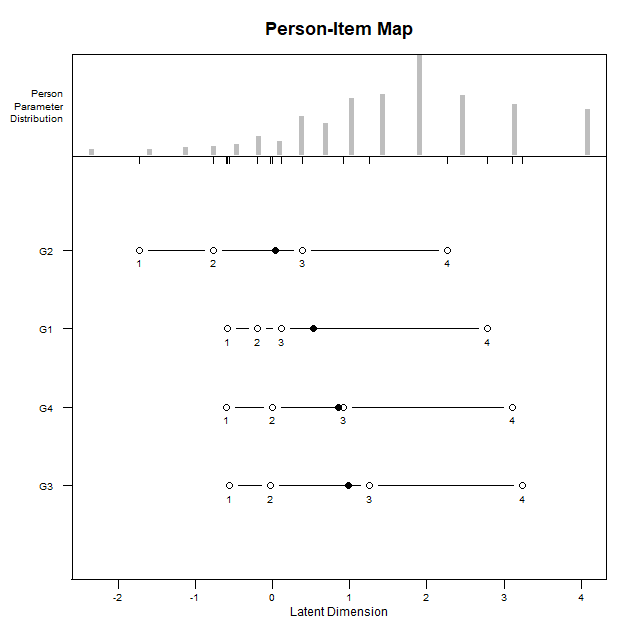 Person-Item Map
Person
Parameter
Distribution
G2
1 2 3 4
G1
1 2 3 4
G4
1 2 3 4
G3
1 2 3 4
-2 -1 0 1 2 3 4
Latent Dimension